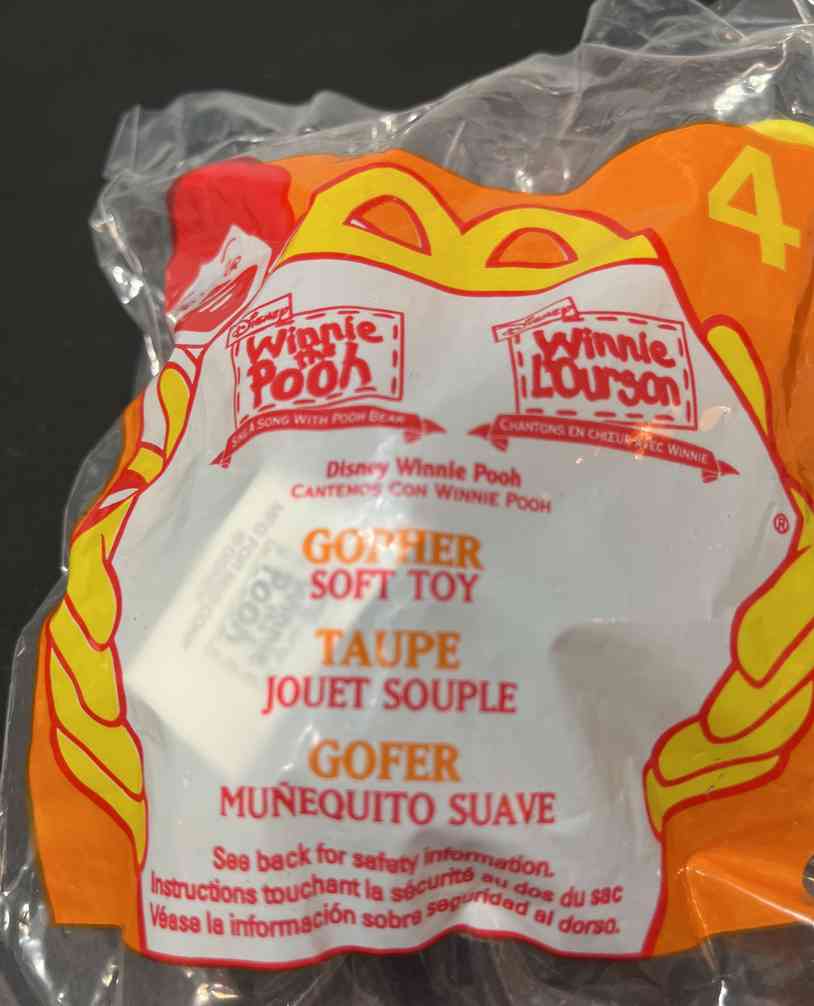 4
Disney
Winnie
the
Pooh
SING A SONG WITH POOH BEAR
Disney
Winnie
L'Ourson
CHANTONS EN CHŒUR AVEC WINNIE
Disney Winnie Pooh
CANTEMOS CON WINNIE POOH
®
GOPHER
SOFT TOY
TAUPE
JOUET SOUPLE
GOFER
MUÑEQUITO SUAVE
See back for safety information.
Instructions touchant la sécurité au dos du sac
Véase la información sobre seguridad al dorso.